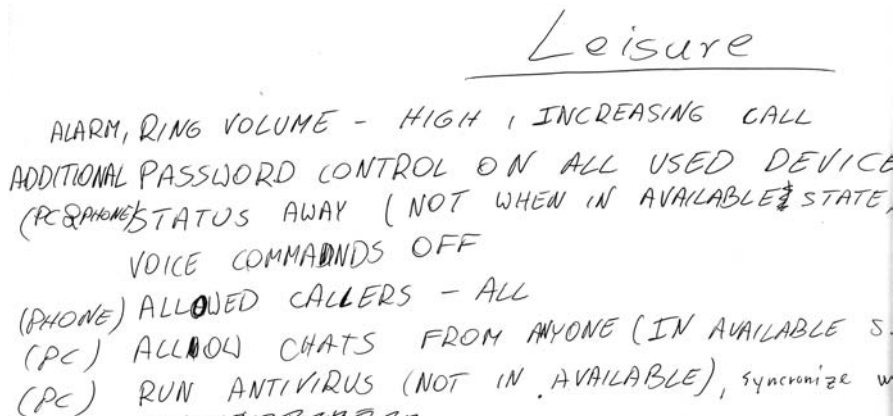 Leisure
ALARM, RING VOLUME - HIGH, INCREASING CALL
ADDITIONAL PASSWORD CONTROL ON ALL USED DEVICE
(PC & PHONE) STATUS AWAY (NOT WHEN IN AVAILABLE STATE,
VOICE COMMANDS OFF
(PHONE) ALLOWED CALLERS - ALL
(PC) ALLOW CHATS FROM ANYONE (IN AVAILABLE S
(PC) RUN ANTIVIRUS (NOT IN AVAILABLE), syncronize w